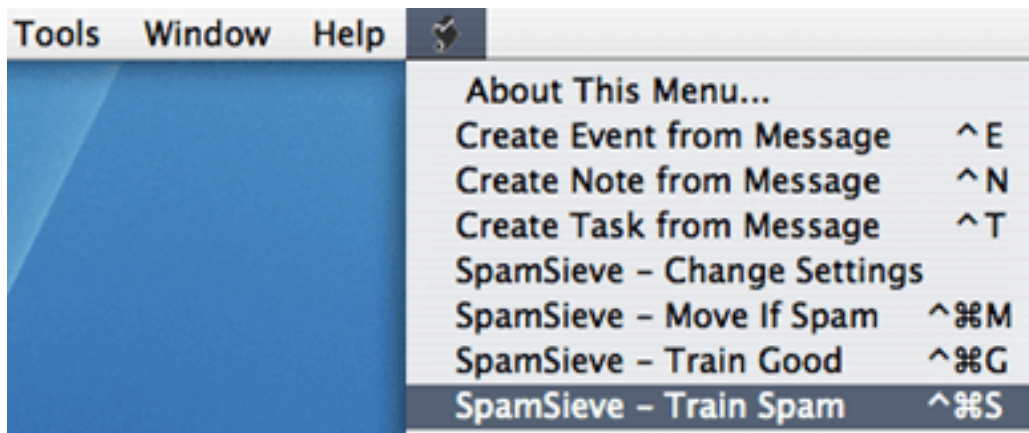 Tools Window Help
About This Menu...
Create Event from Message ^E
Create Note from Message ^N
Create Task from Message ^T
SpamSieve – Change Settings
SpamSieve – Move If Spam ^⌘M
SpamSieve – Train Good ^⌘G
SpamSieve – Train Spam ^⌘S